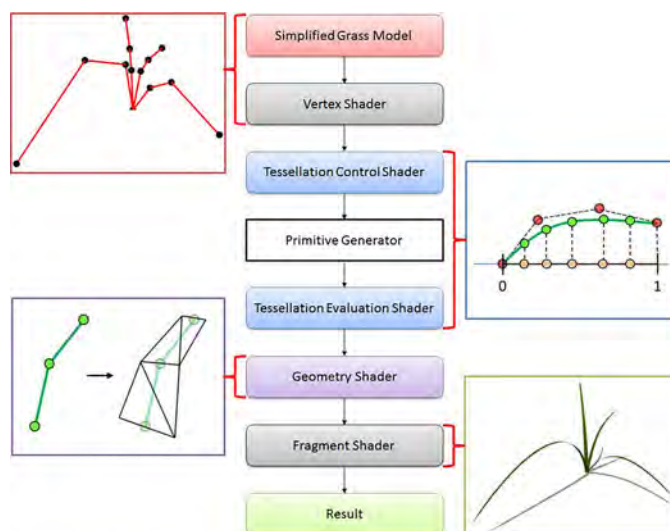 Simplified Grass Model
Vertex Shader
Tessellation Control Shader
Primitive Generator
0
1
Tessellation Evaluation Shader
Geometry Shader
Fragment Shader
Result